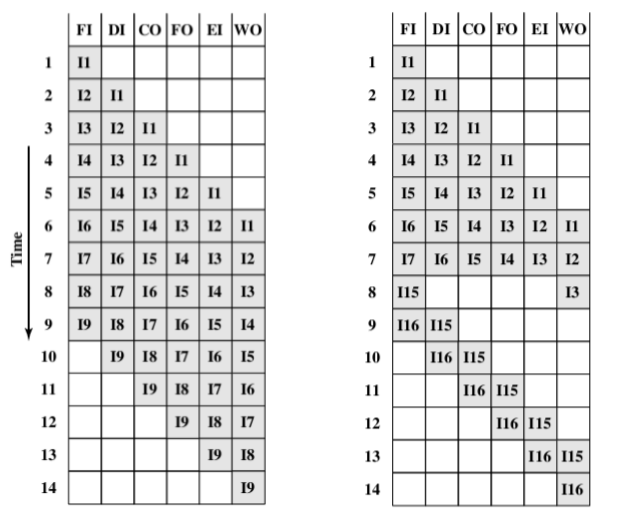 FI DI CO FO EI WO
1 I1
2 I2 I1
3 I3 I2 I1
4 I4 I3 I2 I1
5 I5 I4 I3 I2 I1
6 I6 I5 I4 I3 I2 I1
7 I7 I6 I5 I4 I3 I2
8 I8 I7 I6 I5 I4 I3
9 I9 I8 I7 I6 I5 I4
10 I9 I8 I7 I6 I5
11 I9 I8 I7 I6
12 I9 I8 I7
13 I9 I8
14 I9
Time
FI DI CO FO EI WO
1 I1
2 I2 I1
3 I3 I2 I1
4 I4 I3 I2 I1
5 I5 I4 I3 I2 I1
6 I6 I5 I4 I3 I2 I1
7 I7 I6 I5 I4 I3 I2
8 I15 I3
9 I16 I15
10 I16 I15
11 I16 I15
12 I16 I15
13 I16 I15
14 I16